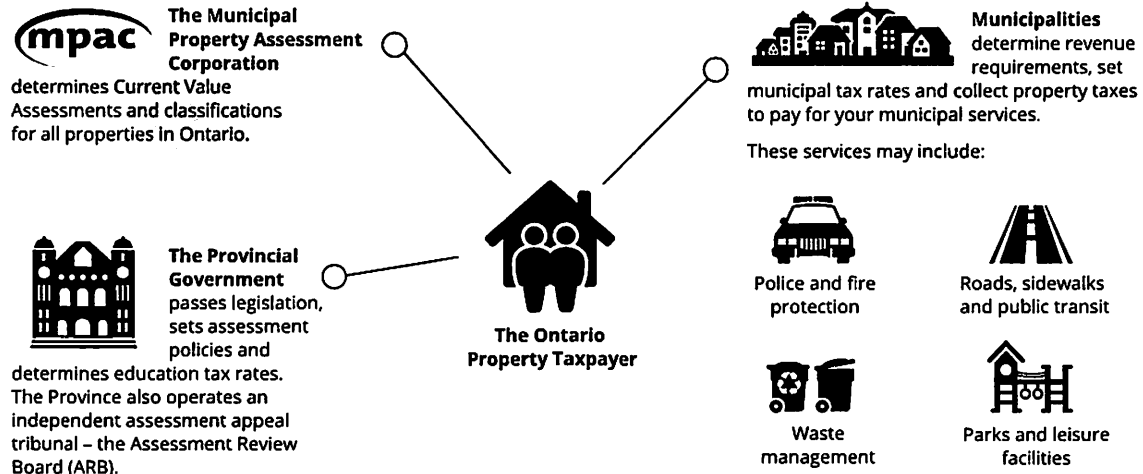 mpac
The Municipal
Property Assessment
Corporation
determines Current Value
Assessments and classifications
for all properties in Ontario.
Municipalities
determine revenue
requirements, set
municipal tax rates and collect property taxes
to pay for your municipal services.
These services may include:
Police and fire
protection
Roads, sidewalks
and public transit
Waste
management
Parks and leisure
facilities
The Provincial
Government
passes legislation,
sets assessment
policies and
determines education tax rates.
The Province also operates an
independent assessment appeal
tribunal – the Assessment Review
Board (ARB).
The Ontario
Property Taxpayer